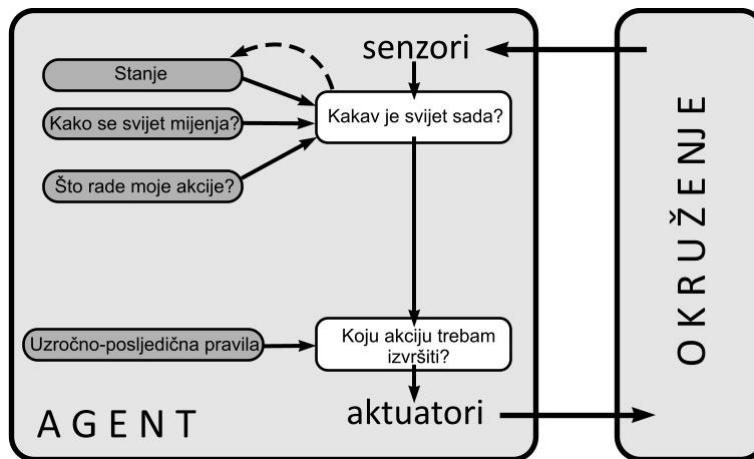 senzori
Stanje
Kako se svijet mijenja?
Kakav je svijet sada?
Što rade moje akcije?
Uzročno-posljedična pravila
Koju akciju trebam
izvršiti?
aktuatori
AGENT
OKRUŽENJE